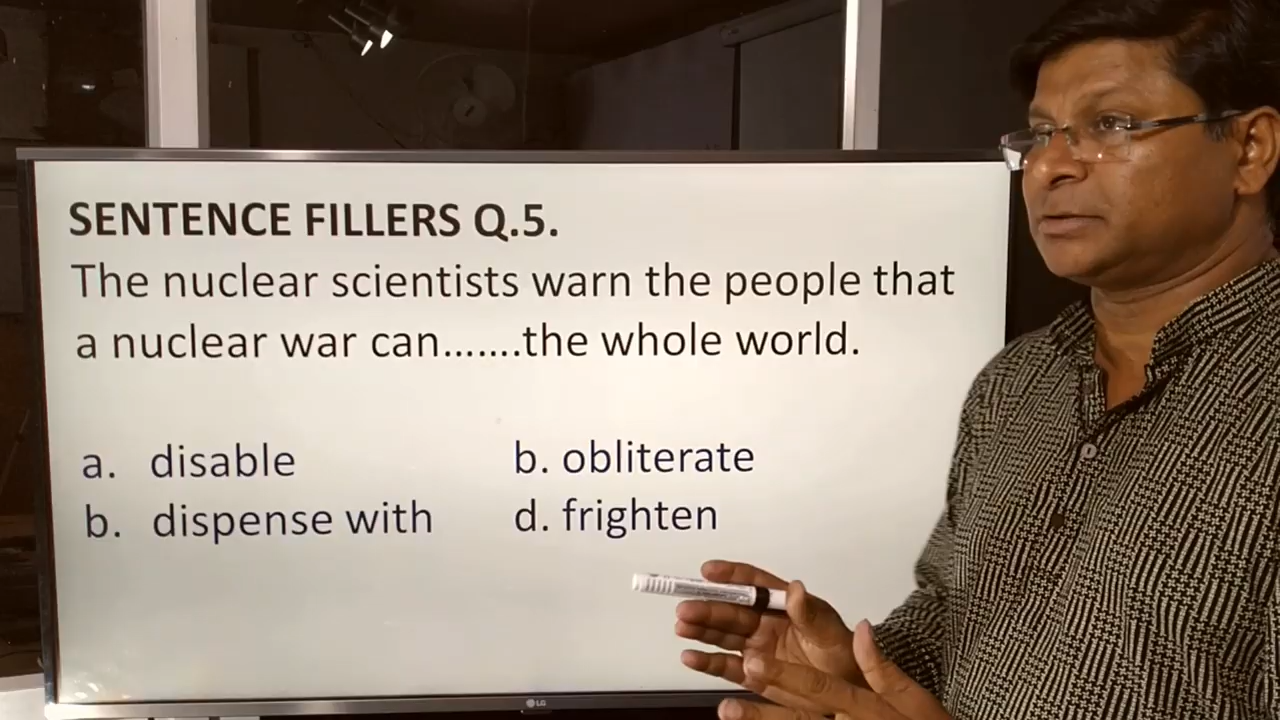 SENTENCE FILLERS Q.5.
The nuclear scientists warn the people that
a nuclear war can.......the whole world.
a. disable b. obliterate
b. dispense with d. frighten
LG